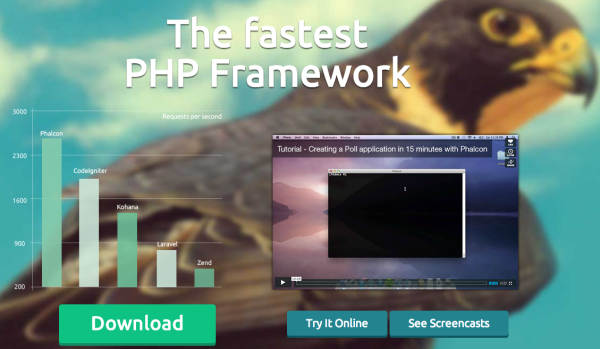 The fastest
PHP Framework
Requests per second
3000
2300
1600
900
200
Phalcon
CodeIgniter
Kohana
Laravel
Zend
Tutorial - Creating a Poll application in 15 minutes with Phalcon
Download
Try It Online
See Screencasts